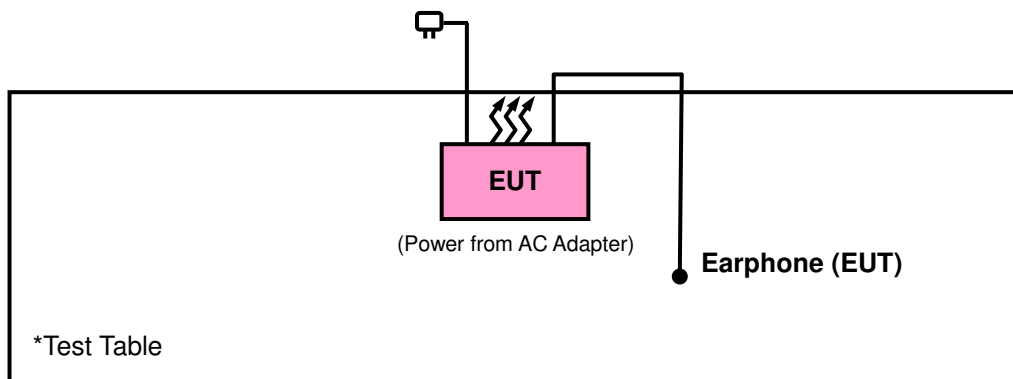 EUT
(Power from AC Adapter)
Earphone (EUT)
*Test Table